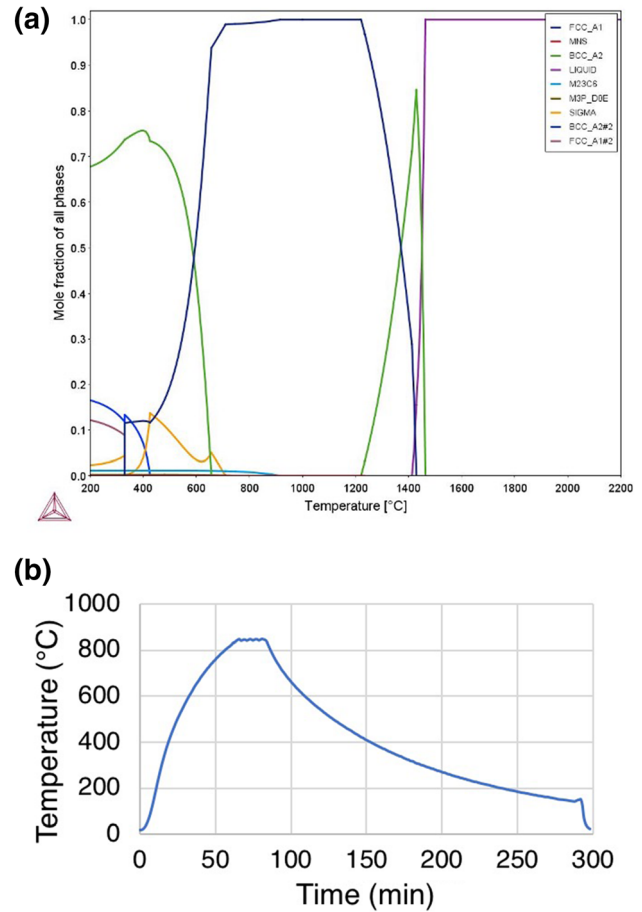 (a)
Mole fraction of all phases
1.0
0.9
0.8
0.7
0.6
0.5
0.4
0.3
0.2
0.1
0.0
200 400 600 800 1000 1200 1400 1600 1800 2000 2200
Temperature [°C]
FCC_A1
MNS
BCC_A2
LIQUID
M23C6
M3P_D0E
SIGMA
BCC_A2#2
FCC_A1#2
(b)
Temperature (°C)
1000
800
600
400
200
0
0 50 100 150 200 250 300
Time (min)